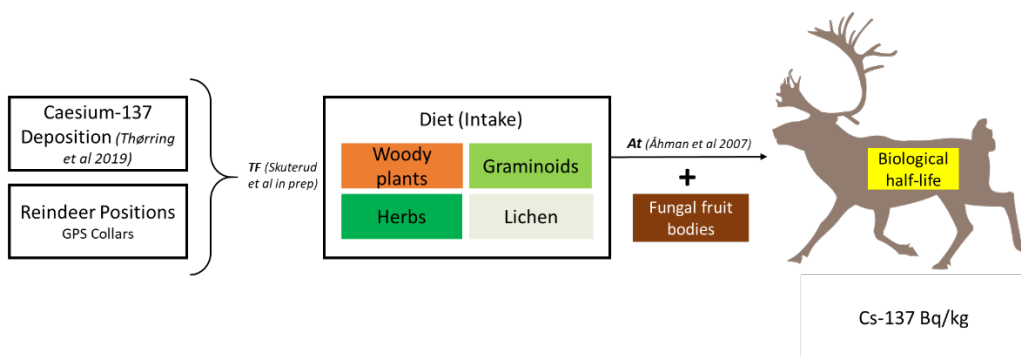 Caesium-137
Deposition (Thørring
et al 2019)
Reindeer Positions
GPS Collars
TF (Skuterud
et al in prep)
Diet (Intake)
Woody
plants
Graminoids
Herbs
Lichen
At (Åhman et al 2007)
+
Fungal fruit
bodies
Biological
half-life
Cs-137 Bq/kg